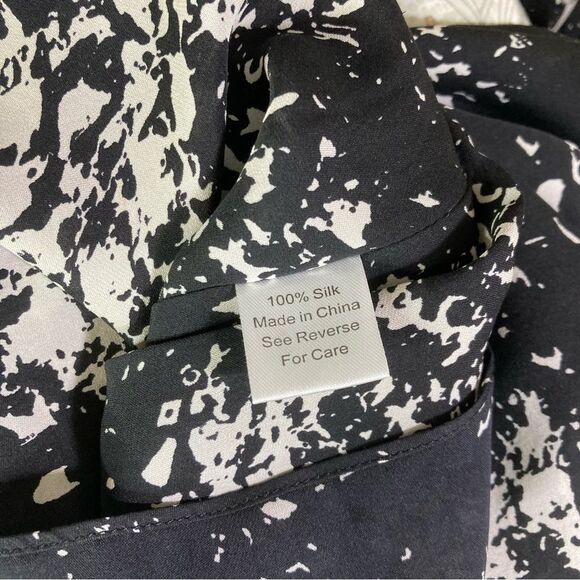 100% Silk
Made in China
See Reverse
For Care